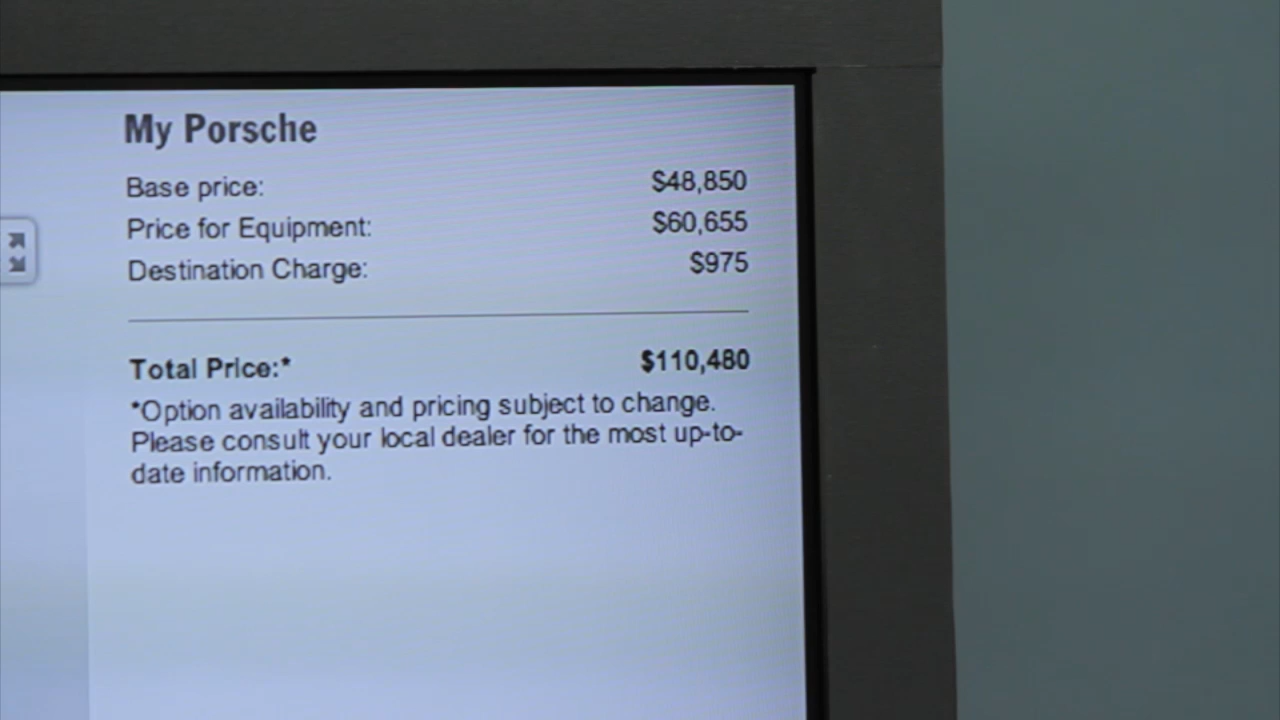 My Porsche
Base price: $48,850
Price for Equipment: $60,655
Destination Charge: $975
Total Price:* $110,480
*Option availability and pricing subject to change.
Please consult your local dealer for the most up-to-
date information.